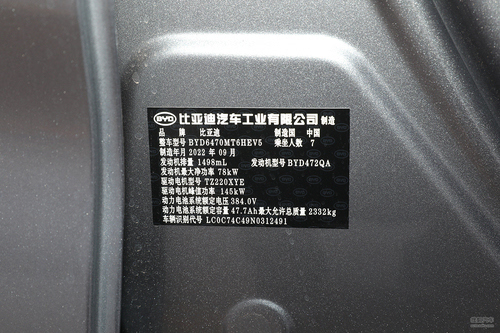 BYD 比亚迪汽车工业有限公司 制造
品 牌 比亚迪 制造国 中国
整车型号 BYD6470MT6HEV5 乘坐人数 7
制造年月 2022 年 09 月
发动机排量 1498mL 发动机型号 BYD472QA
发动机最大净功率 78kW
驱动电机型号 TZ220XYE
驱动电机峰值功率 145kW
动力电池系统额定电压 384.0V
动力电池系统额定容量 47.7Ah 最大允许总质量 2332kg
车辆识别代号 LC0C74C49N0312491